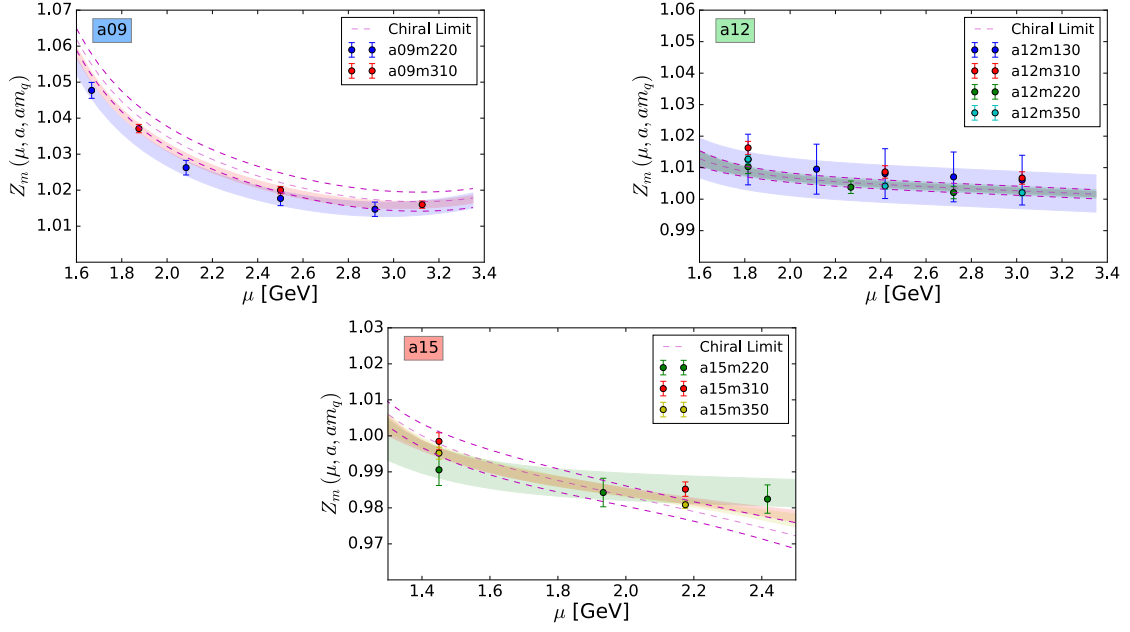 1.07
1.06
1.05
1.04
1.03
1.02
1.01
Z_m (μ, a, am_q)
a09
Chiral Limit
a09m220
a09m310
1.6 1.8 2.0 2.2 2.4 2.6 2.8 3.0 3.2 3.4
μ [GeV]
1.06
1.05
1.04
1.03
1.02
1.01
1.00
0.99
Z_m (μ, a, am_q)
a12
Chiral Limit
a12m130
a12m310
a12m220
a12m350
1.6 1.8 2.0 2.2 2.4 2.6 2.8 3.0 3.2 3.4
μ [GeV]
1.03
1.02
1.01
1.00
0.99
0.98
0.97
Z_m (μ, a, am_q)
a15
Chiral Limit
a15m220
a15m310
a15m350
1.4 1.6 1.8 2.0 2.2 2.4
μ [GeV]